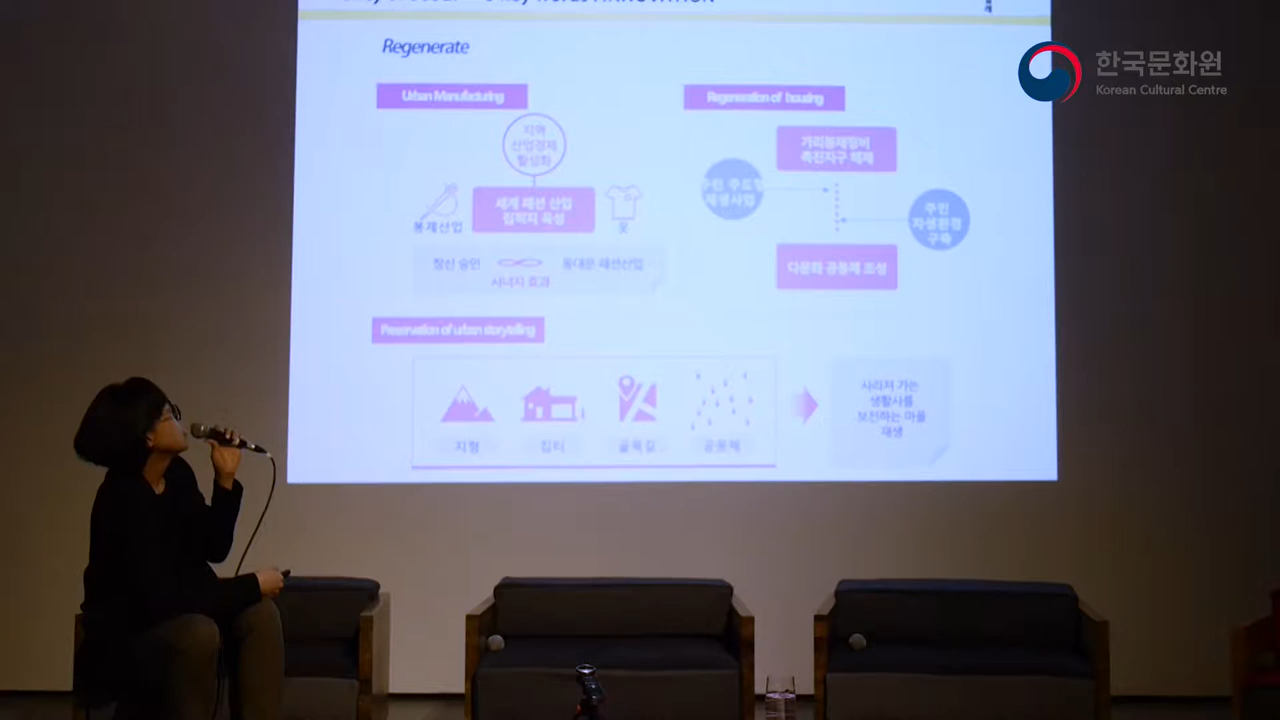 Regenerate
한국문화원
Korean Cultural Centre
Urban Manufacturing
Regeneration of housing
지역
산업경제
활성화
가리봉재정비
촉진지구 해제
주민 주도형
재생사업
세계 패션 산업
집적지 육성
봉제산업
옷
주민
자생환경
구축
창신 숭인
동대문 패션산업
시너지 효과
다문화 공동체 조성
Preservation of urban storytelling
사라져 가는
생활사를
보전하는 마을
재생
지형
집터
골목길
공동체